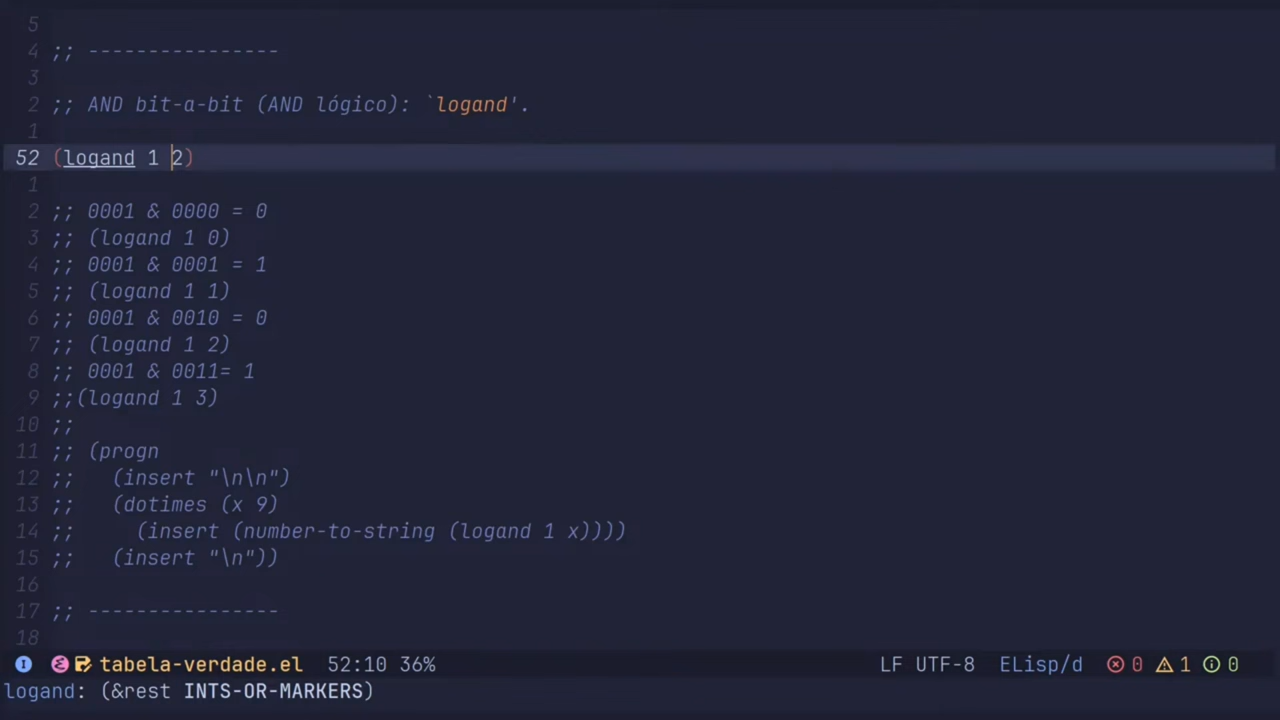 5
4 ;; ----------------
3
2 ;; AND bit-a-bit (AND lógico): `logand'.
1
52 (logand 1 2)
1
2 ;; 0001 & 0000 = 0
3 ;; (logand 1 0)
4 ;; 0001 & 0001 = 1
5 ;; (logand 1 1)
6 ;; 0001 & 0010 = 0
7 ;; (logand 1 2)
8 ;; 0001 & 0011= 1
9 ;;(logand 1 3)
10 ;;
11 ;; (progn
12 ;;   (insert "\n\n")
13 ;;   (dotimes (x 9)
14 ;;     (insert (number-to-string (logand 1 x))))
15 ;;   (insert "\n"))
16
17 ;; ----------------
18
I tabela-verdade.el 52:10 36% LF UTF-8 ELisp/d 0 1 0
logand: (&rest INTS-OR-MARKERS)